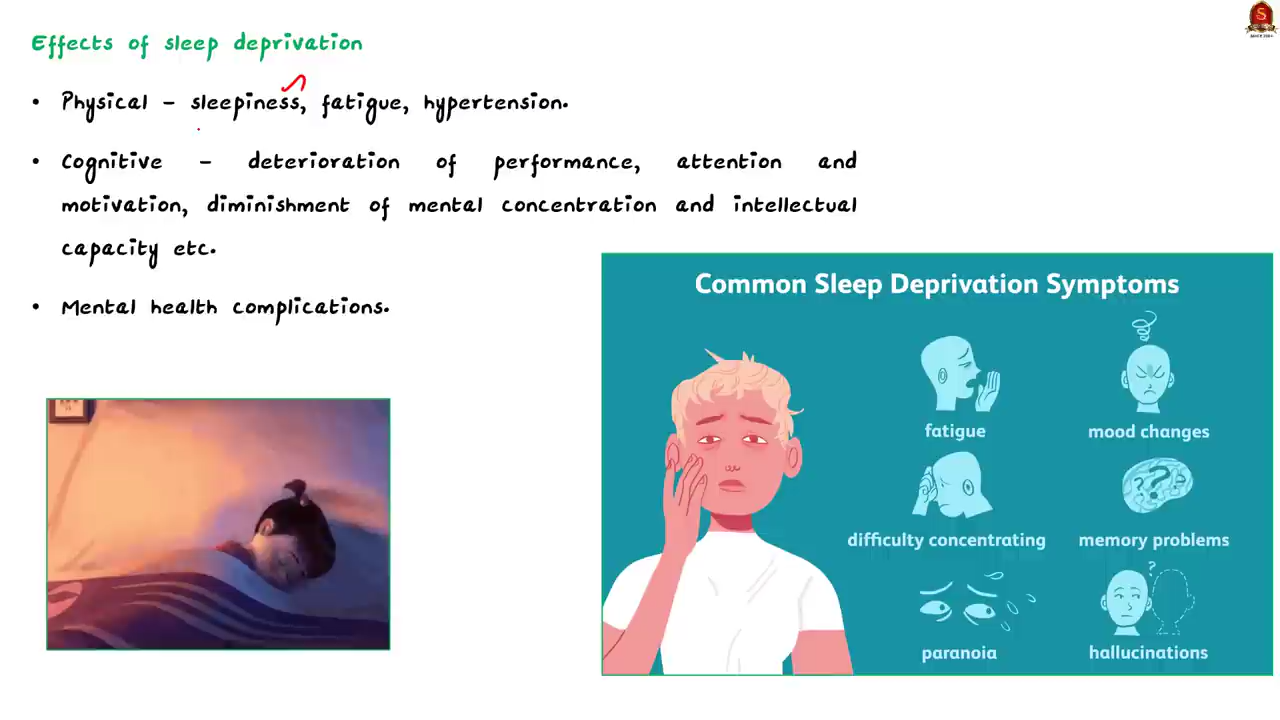 Effects of sleep deprivation
• Physical – sleepiness, fatigue, hypertension.
• Cognitive – deterioration of performance, attention and
motivation, diminishment of mental concentration and intellectual
capacity etc.
• Mental health complications.
Common Sleep Deprivation Symptoms
fatigue
mood changes
difficulty concentrating
memory problems
paranoia
hallucinations
S